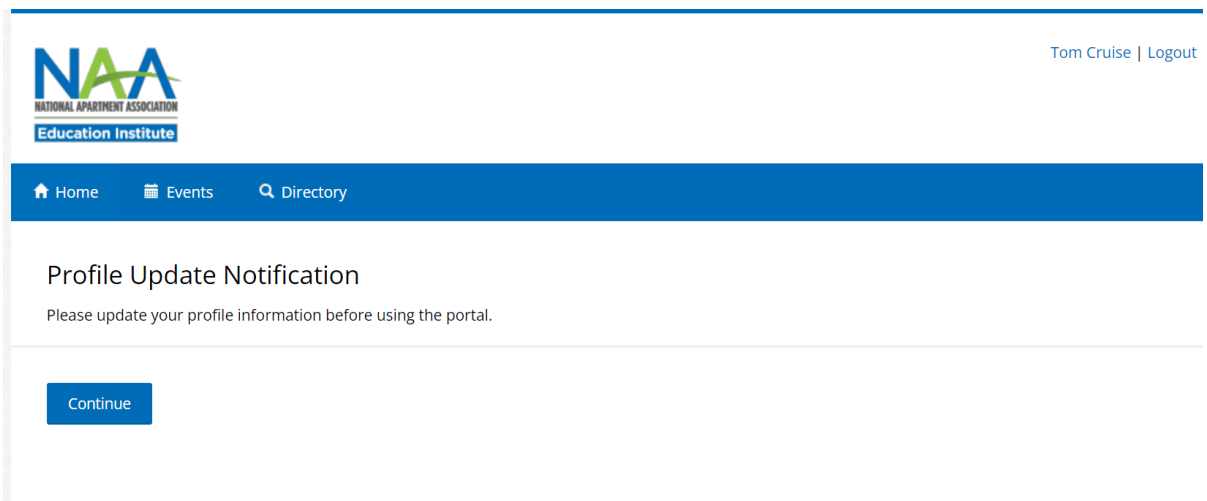 NAA
NATIONAL APARTMENT ASSOCIATION
Education Institute
Tom Cruise | Logout
Home Events Directory
Profile Update Notification
Please update your profile information before using the portal.
Continue